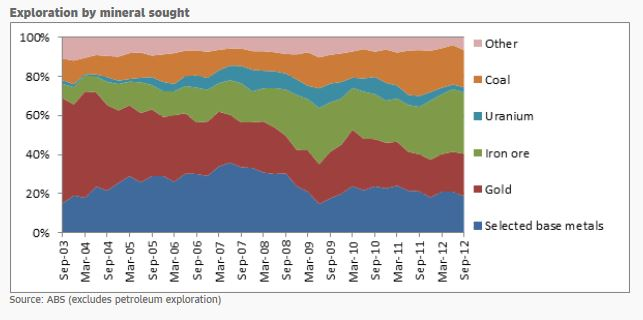 Exploration by mineral sought
100%
80%
60%
40%
20%
0%
Other
Coal
Uranium
Iron ore
Gold
Selected base metals
Sep-03
Mar- 04
Sep-04
Mar- 05
Sep-05
Mar- 06
Sep-06
Mar- 07
Sep-07
Mar- 08
Sep-08
Mar- 09
Sep-09
Mar- 10
Sep-10
Mar- 11
Sep-11
Mar- 12
Sep-12
Source: ABS (excludes petroleum exploration)